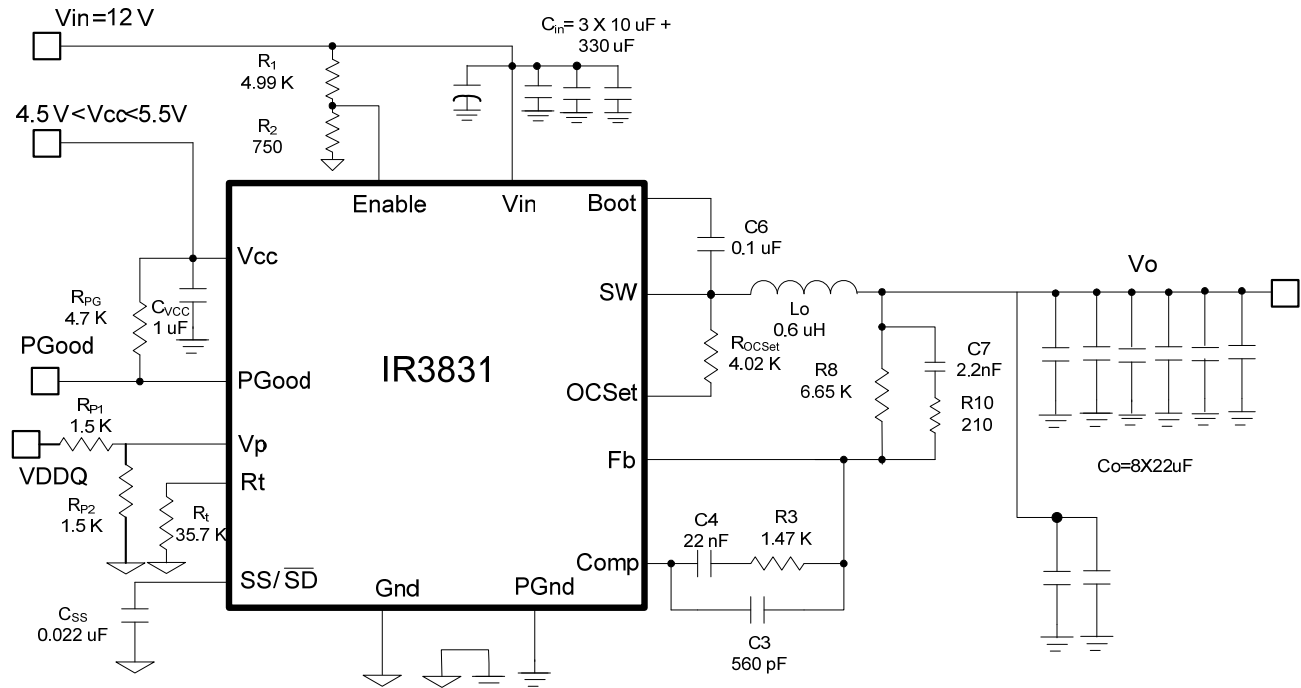 Vin=12 V
Cin= 3 X 10 uF +
330 uF
R1
4.99 K
4.5 V <Vcc<5.5V
R2
750
Enable
Vin
Boot
C6
0.1 uF
Vcc
SW
Lo
0.6 uH
Vo
RPG
4.7 K
CVCC
1 uF
ROCSet
4.02 K
PGood
PGood
IR3831
OCSet
R8
6.65 K
C7
2.2nF
R10
210
RP1
1.5 K
Vp
VDDQ
Fb
Co=8X22uF
Rt
RP2
1.5 K
Rt
35.7 K
C4
22 nF
R3
1.47 K
Comp
SS/SD
Gnd
PGnd
CSS
0.022 uF
C3
560 pF